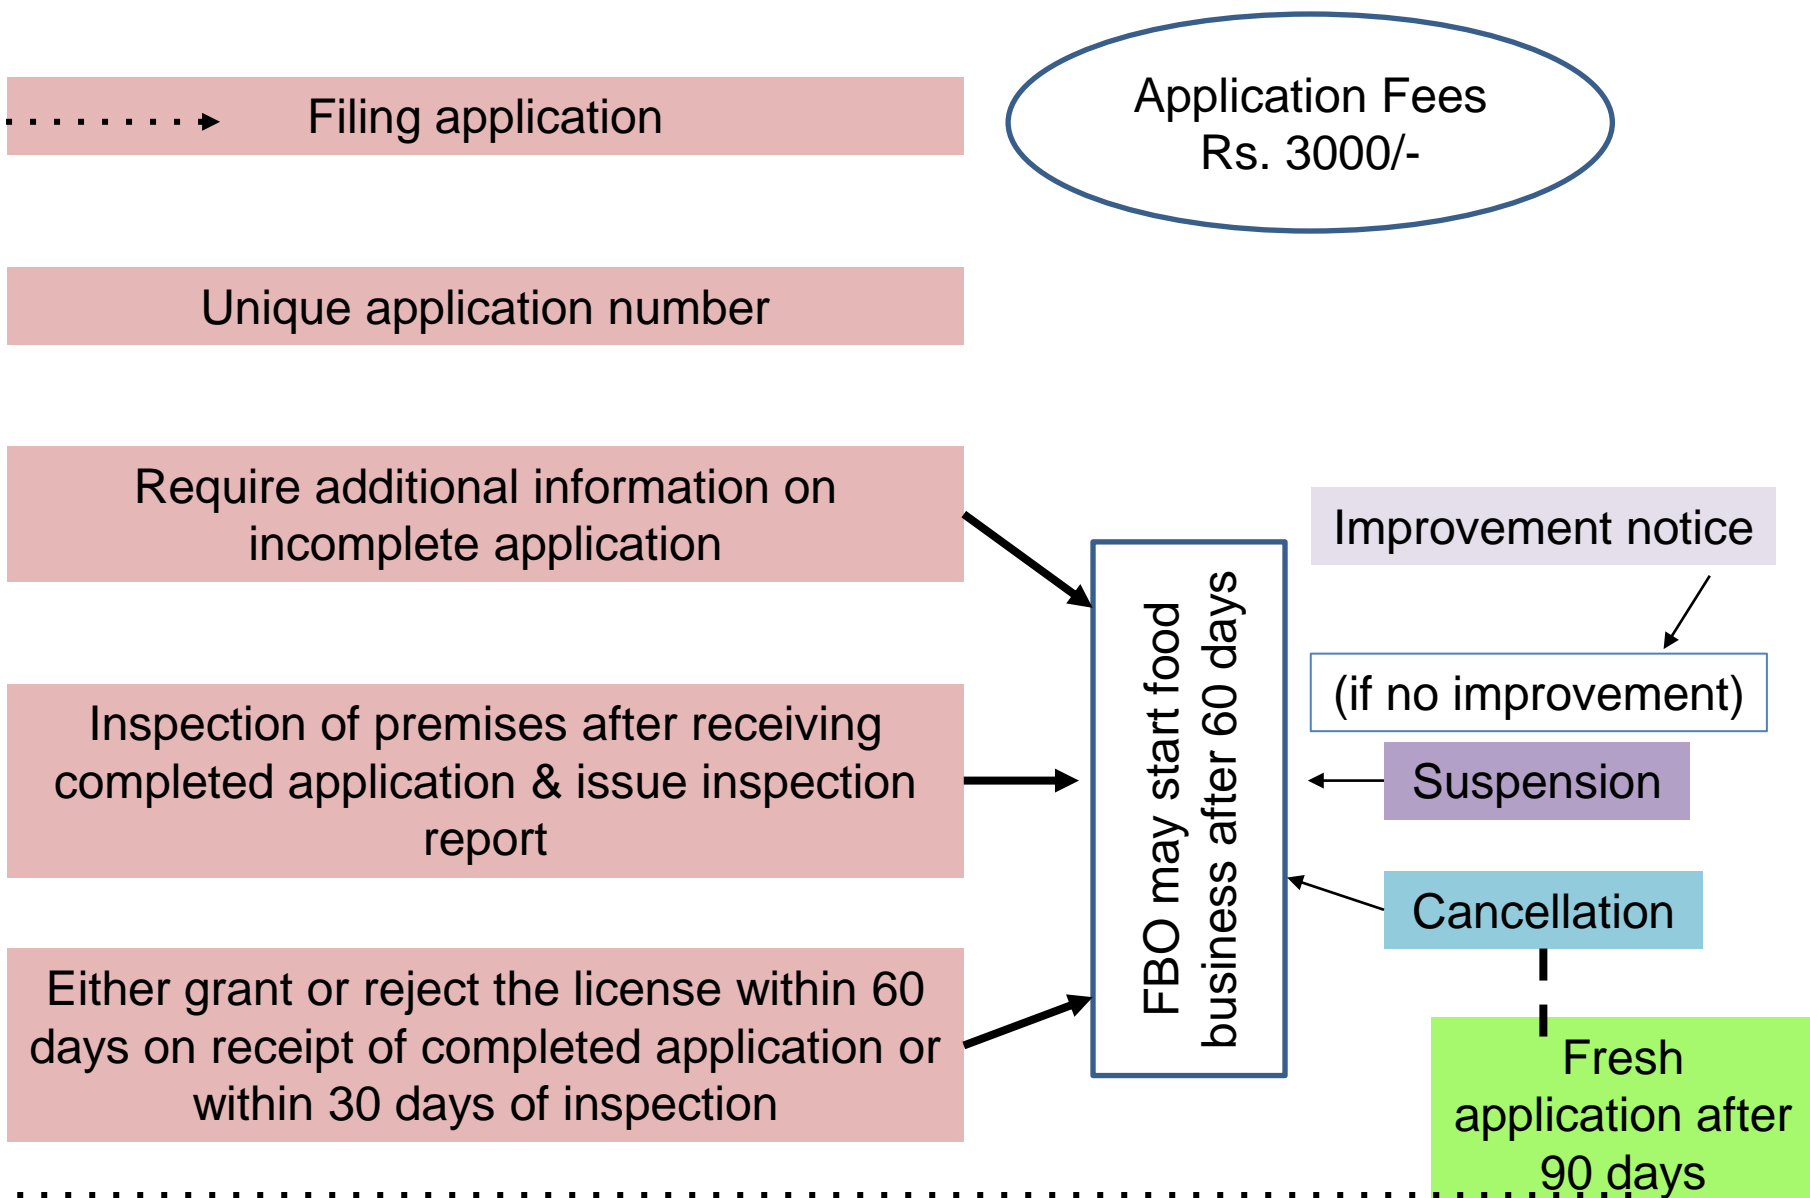 Filing application
Application Fees
Rs. 3000/-
Unique application number
Require additional information on
incomplete application
Improvement notice
(if no improvement)
Inspection of premises after receiving
completed application & issue inspection
report
FBO may start food
business after 60 days
Suspension
Cancellation
Either grant or reject the license within 60
days on receipt of completed application or
within 30 days of inspection
Fresh
application after
90 days